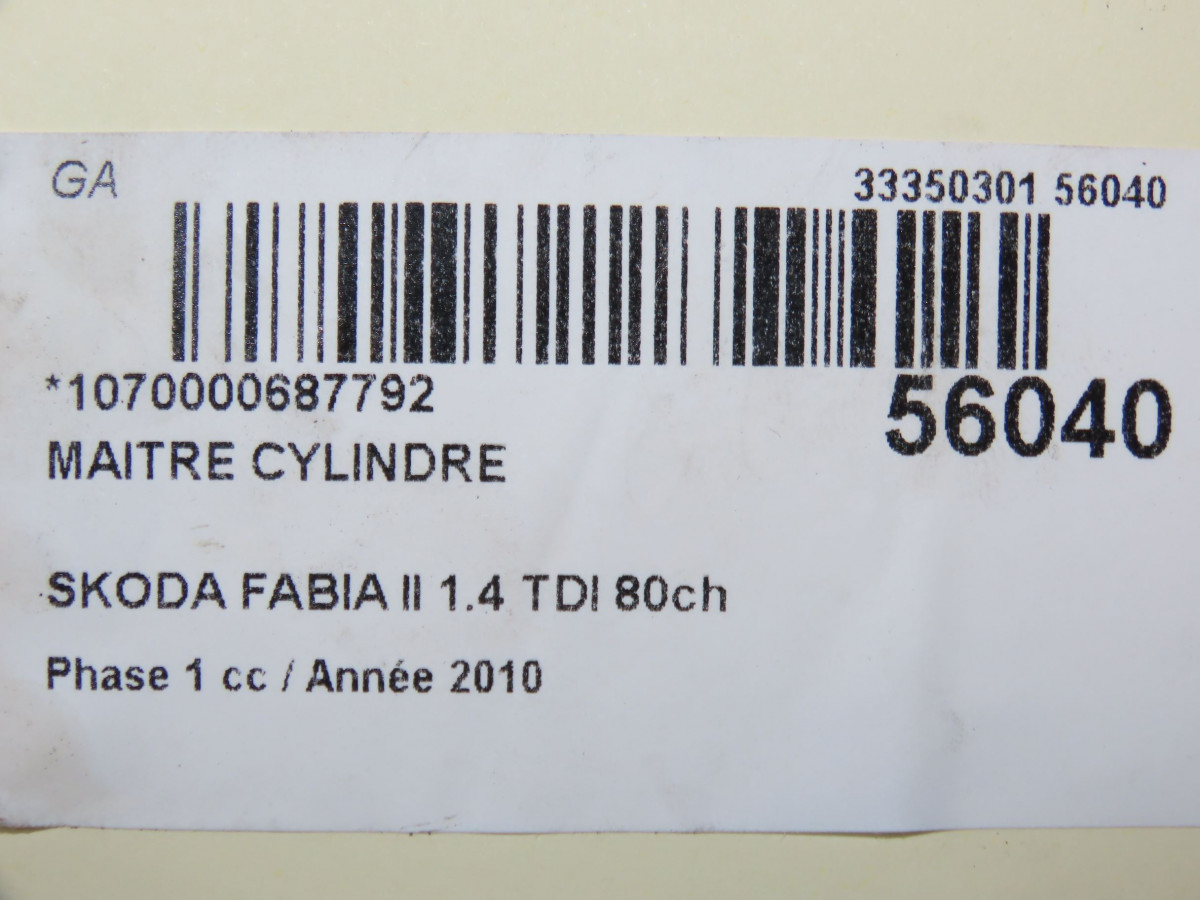 GA
33350301 56040
*1070000687792
56040
MAITRE CYLINDRE
SKODA FABIA II 1.4 TDI 80ch
Phase 1 cc / Année 2010